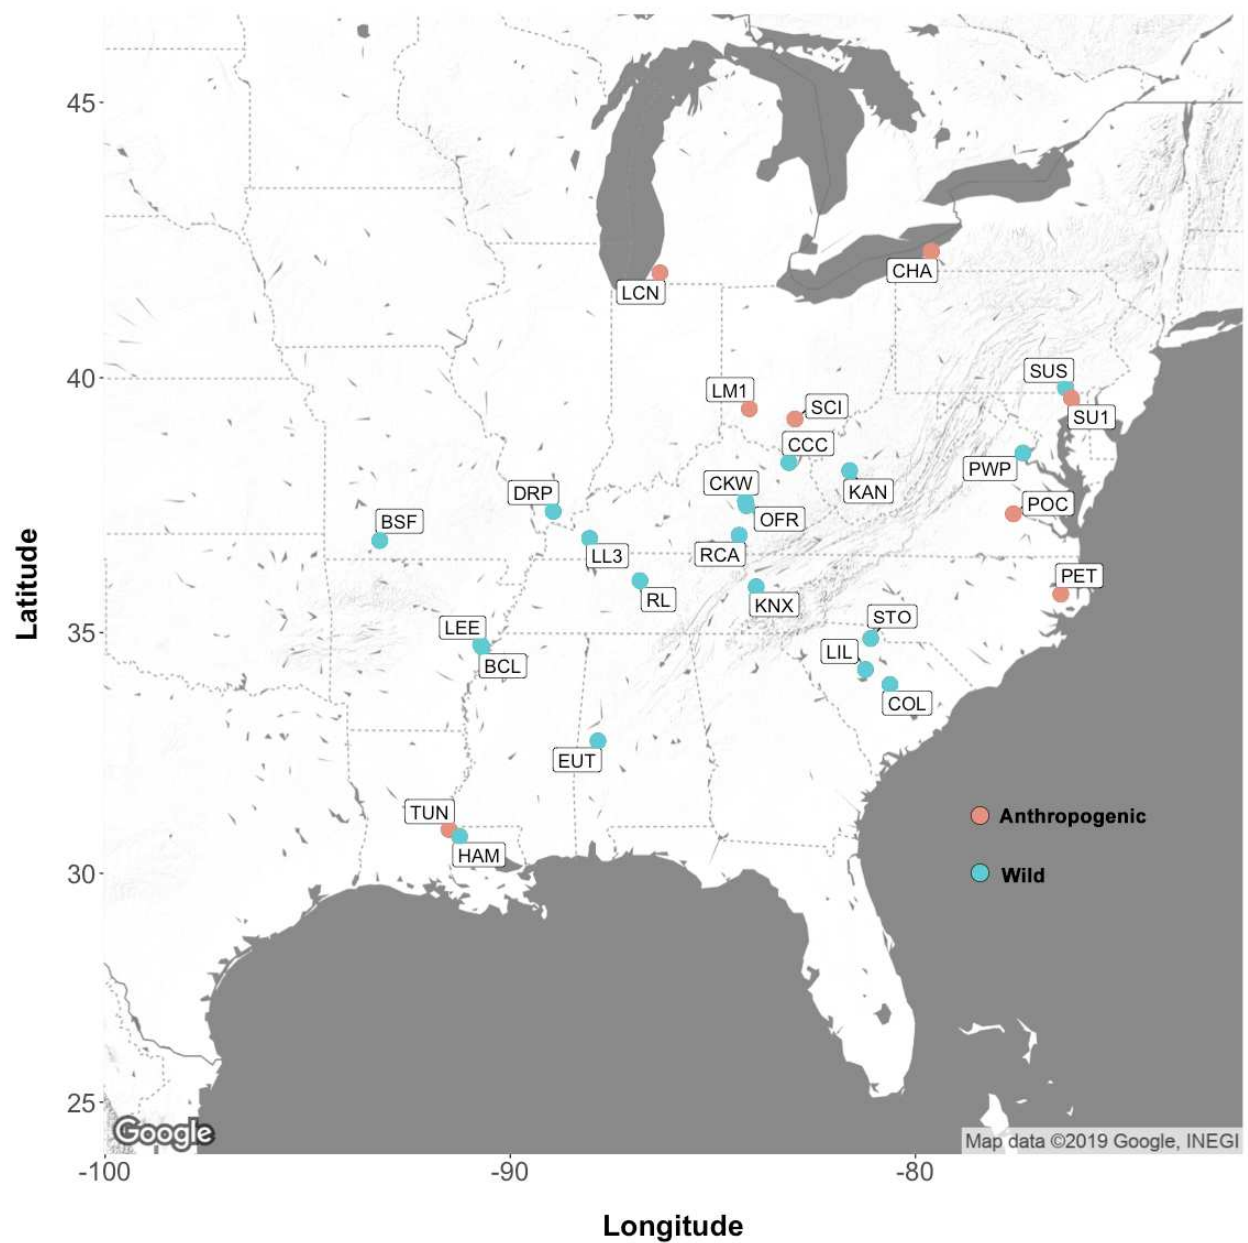 45
CHA
LCN
40
SUS
LM1
SCI
SU1
CCC
PWP
CKW
KAN
DRP
POC
BSF
OFR
RCA
LL3
PET
RL
KNX
STO
35
LEE
LIL
BCL
COL
EUT
TUN
Anthropogenic
HAM
30
Wild
25
Google
Map data ©2019 Google, INEGI
-100
-90
-80
Latitude
Longitude